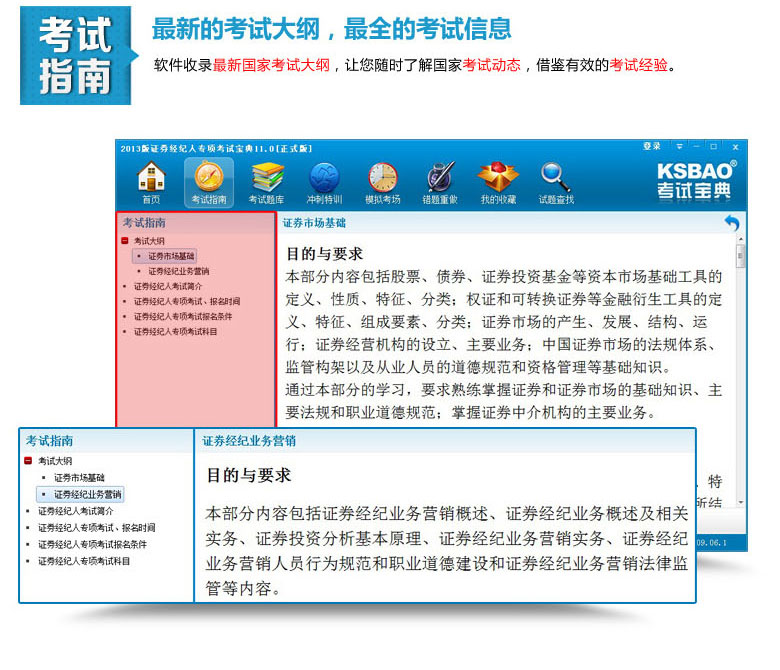 考试
指南
最新的考试大纲，最全的考试信息
软件收录最新国家考试大纲，让您随时了解国家考试动态，借鉴有效的考试经验。
2013版证券经纪人专项考试宝典11.0[正式版]
登录
首页
考试指南
考试题库
冲刺特训
模拟考场
错题重做
我的收藏
试题查找
KSBAO®
考试宝典
考试指南
考试大纲
证券市场基础
证券经纪业务营销
证券经纪人考试简介
证券经纪人专项考试、报名时间
证券经纪人专项考试报名条件
证券经纪人专项考试科目
证券市场基础
目的与要求
本部分内容包括股票、债券、证券投资基金等资本市场基础工具的
定义、性质、特征、分类；权证和可转换证券等金融衍生工具的定
义、特征、组成要素、分类；证券市场的产生、发展、结构、运
行；证券经营机构的设立、主要业务；中国证券市场的法规体系、
监管构架以及从业人员的道德规范和资格管理等基础知识。
通过本部分的学习，要求熟练掌握证券和证券市场的基础知识、主
要法规和职业道德规范；掌握证券中介机构的主要业务。
、特
所结
09.06.1
考试指南
考试大纲
证券市场基础
证券经纪业务营销
证券经纪人考试简介
证券经纪人专项考试、报名时间
证券经纪人专项考试报名条件
证券经纪人专项考试科目
证券经纪业务营销
目的与要求
本部分内容包括证券经纪业务营销概述、证券经纪业务概述及相关
实务、证券投资分析基本原理、证券经纪业务营销实务、证券经纪
业务营销人员行为规范和职业道德建设和证券经纪业务营销法律监
管等内容。